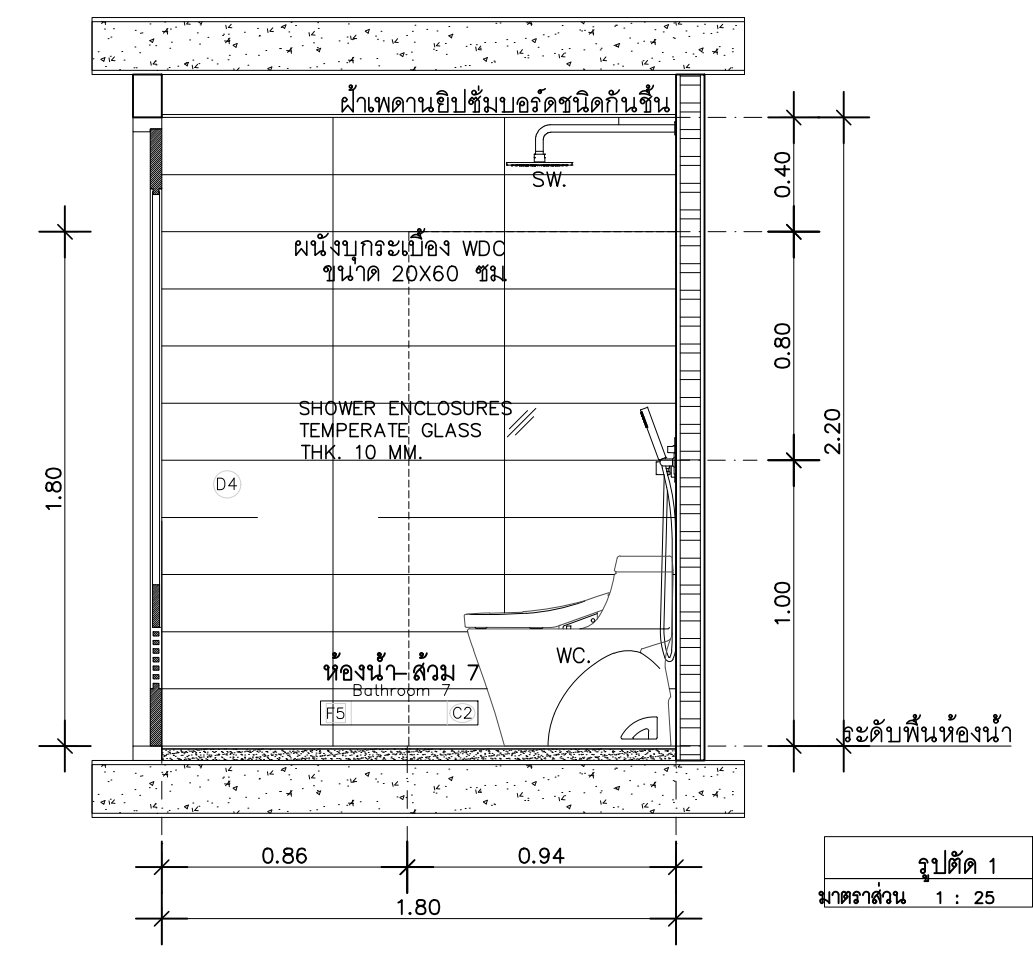 ฝ้าเพดานยิปซั่มบอร์ดชนิดกันชื้น
SW.
0.40
ผนังบุกระเบื้อง WDC
ขนาด 20X60 ซม.
0.80
SHOWER ENCLOSURES
TEMPERATE GLASS
THK. 10 MM.
2.20
1.80
D4
1.00
WC.
ห้องน้ำ-ส้วม 7
Bathroom 7
F5
C2
ระดับพื้นห้องน้ำ
0.86
0.94
1.80
รูปตัด 1
มาตราส่วน 1 : 25